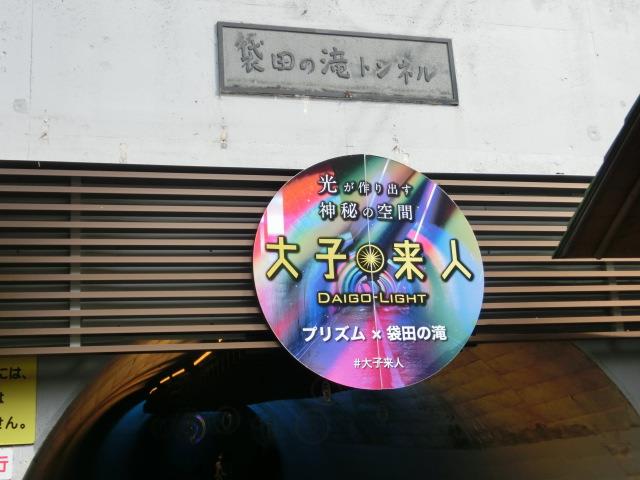 袋田の滝トンネル
光が作り出す
神秘の空間
大子来人
DAIGO-LIGHT
プリズム × 袋田の滝
#大子来人
には、
は
せん。
行